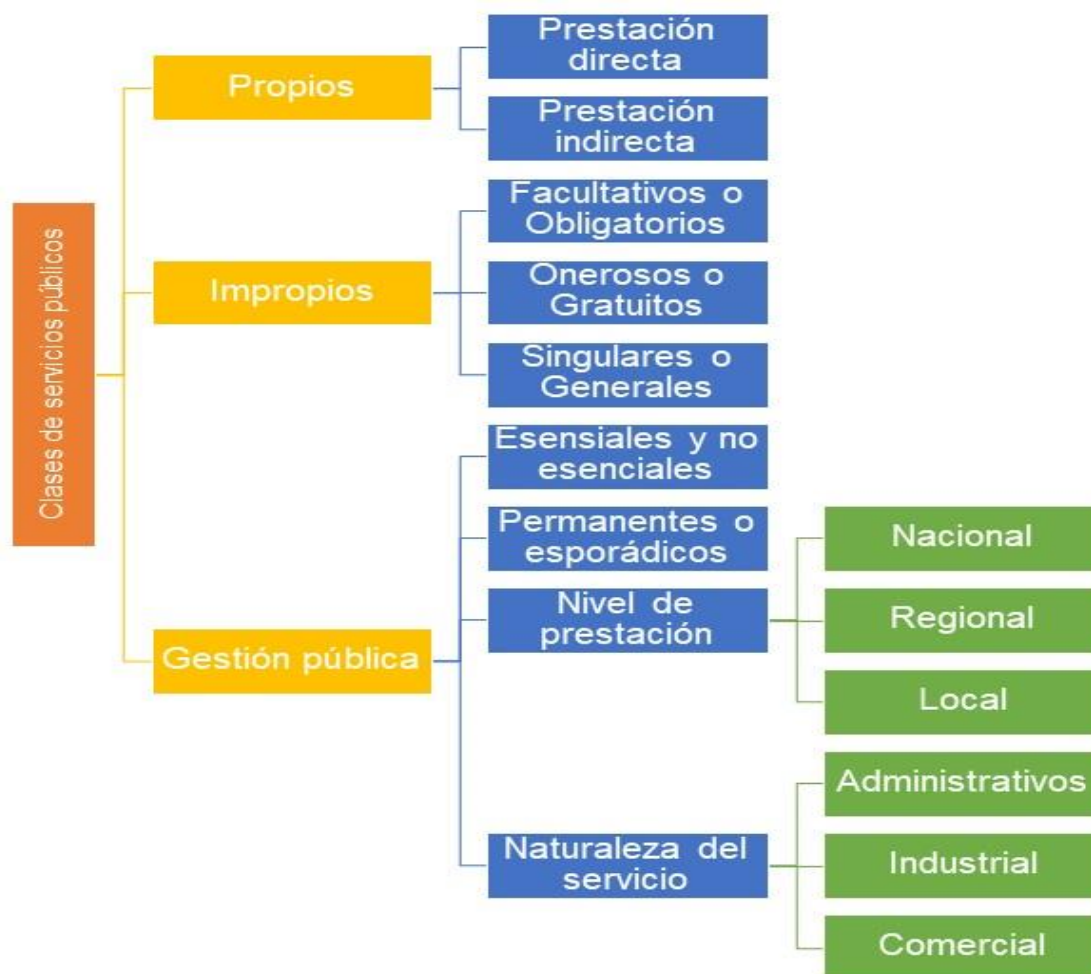 Clases de servicios públicos
Propios
Prestación
directa
Prestación
indirecta
Impropios
Facultativos o
Obligatorios
Onerosos o
Gratuitos
Singulares o
Generales
Gestión pública
Esensiales y no
esenciales
Permanentes o
esporádicos
Nivel de
prestación
Nacional
Regional
Local
Naturaleza del
servicio
Administrativos
Industrial
Comercial